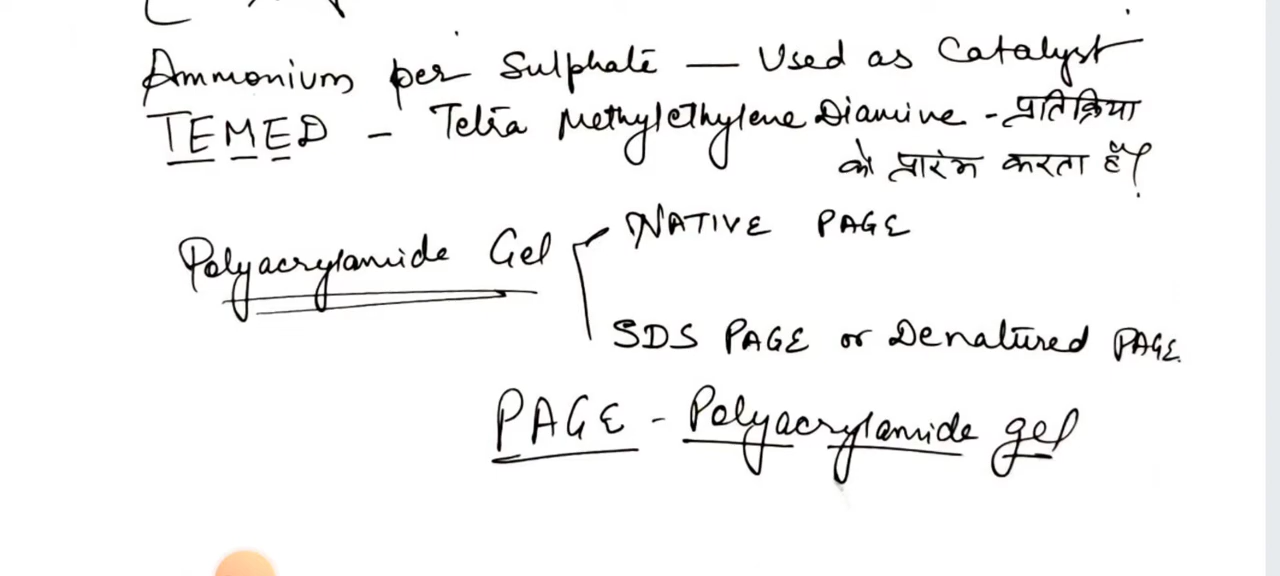 Ammonium per Sulphate — Used as Catalyst
TEMED - Tetra Methylethylene Diamine - प्रतिक्रिया
को प्रारंभ करता है।
Polyacrylamide Gel
NATIVE PAGE
SDS PAGE or Denatured PAGE.
PAGE - Polyacrylamide gel